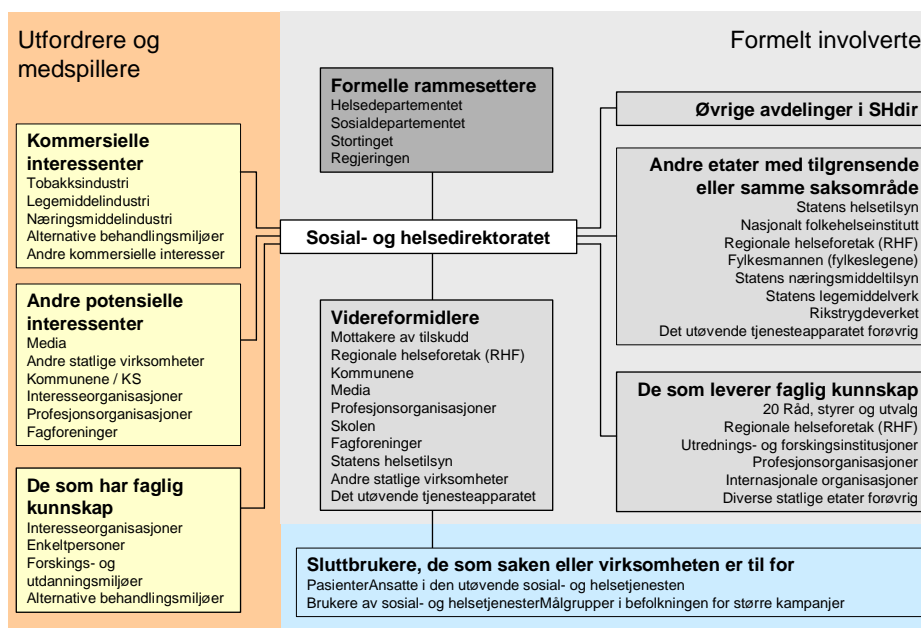 Utfordrere og
medspillere
Formelt involverte
Formelle rammesettere
Helsedepartementet
Sosialdepartementet
Stortinget
Regjeringen
Øvrige avdelinger i SHdir
Kommersielle
interessenter
Tobakksindustri
Legemiddelindustri
Næringsmiddelindustri
Alternative behandlingsmiljøer
Andre kommersielle interesser
Andre etater med tilgrensende
eller samme saksområde
Statens helsetilsyn
Nasjonalt folkehelseinstitutt
Regionale helseforetak (RHF)
Fylkesmannen (fylkeslegene)
Statens næringsmiddeltilsyn
Statens legemiddelverk
Rikstrygdeverket
Det utøvende tjenesteapparatet forøvrig
Sosial- og helsedirektoratet
Andre potensielle
interessenter
Media
Andre statlige virksomheter
Kommunene / KS
Interesseorganisasjoner
Profesjonsorganisasjoner
Fagforeninger
Videreformidlere
Mottakere av tilskudd
Regionale helseforetak (RHF)
Kommunene
Media
Profesjonsorganisasjoner
Skolen
Fagforeninger
Statens helsetilsyn
Andre statlige virksomheter
Det utøvende tjenesteapparatet
De som leverer faglig kunnskap
20 Råd, styrer og utvalg
Regionale helseforetak (RHF)
Utrednings- og forskingsinstitusjoner
Profesjonsorganisasjoner
Internasjonale organisasjoner
Diverse statlige etater forøvrig
De som har faglig
kunnskap
Interesseorganisasjoner
Enkeltpersoner
Forskings- og
utdanningsmiljøer
Alternative behandlingsmiljøer
Sluttbrukere, de som saken eller virksomheten er til for
PasienterAnsatte i den utøvende sosial- og helsetjenesten
Brukere av sosial- og helsetjenesterMålgrupper i befolkningen for større kampanjer